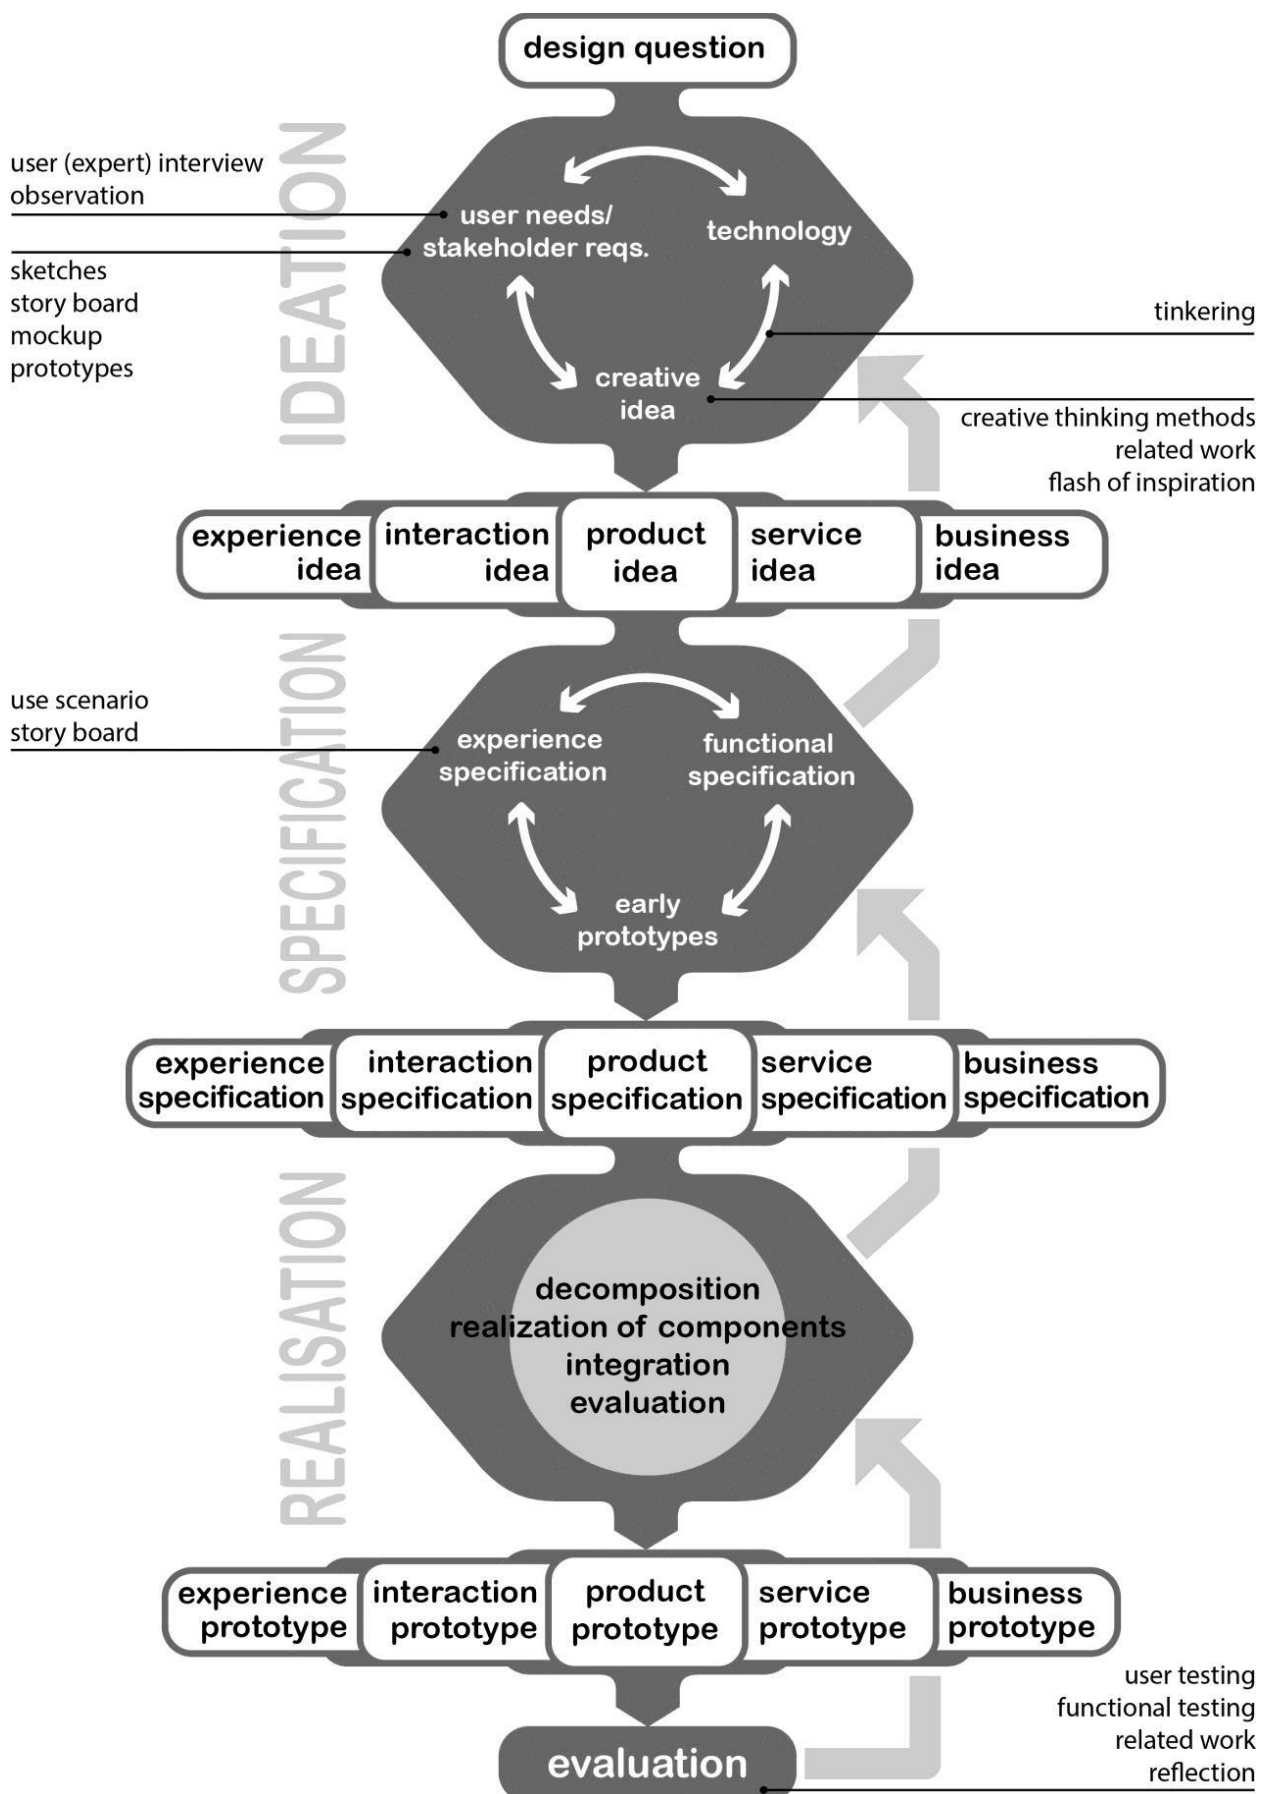 design question
IDEATION
user (expert) interview
observation
sketches
story board
mockup
prototypes
user needs/
stakeholder reqs.
technology
creative
idea
tinkering
creative thinking methods
related work
flash of inspiration
experience
idea
interaction
idea
product
idea
service
idea
business
idea
SPECIFICATION
use scenario
story board
experience
specification
functional
specification
early
prototypes
experience
specification
interaction
specification
product
specification
service
specification
business
specification
REALISATION
decomposition
realization of components
integration
evaluation
experience
prototype
interaction
prototype
product
prototype
service
prototype
business
prototype
evaluation
user testing
functional testing
related work
reflection